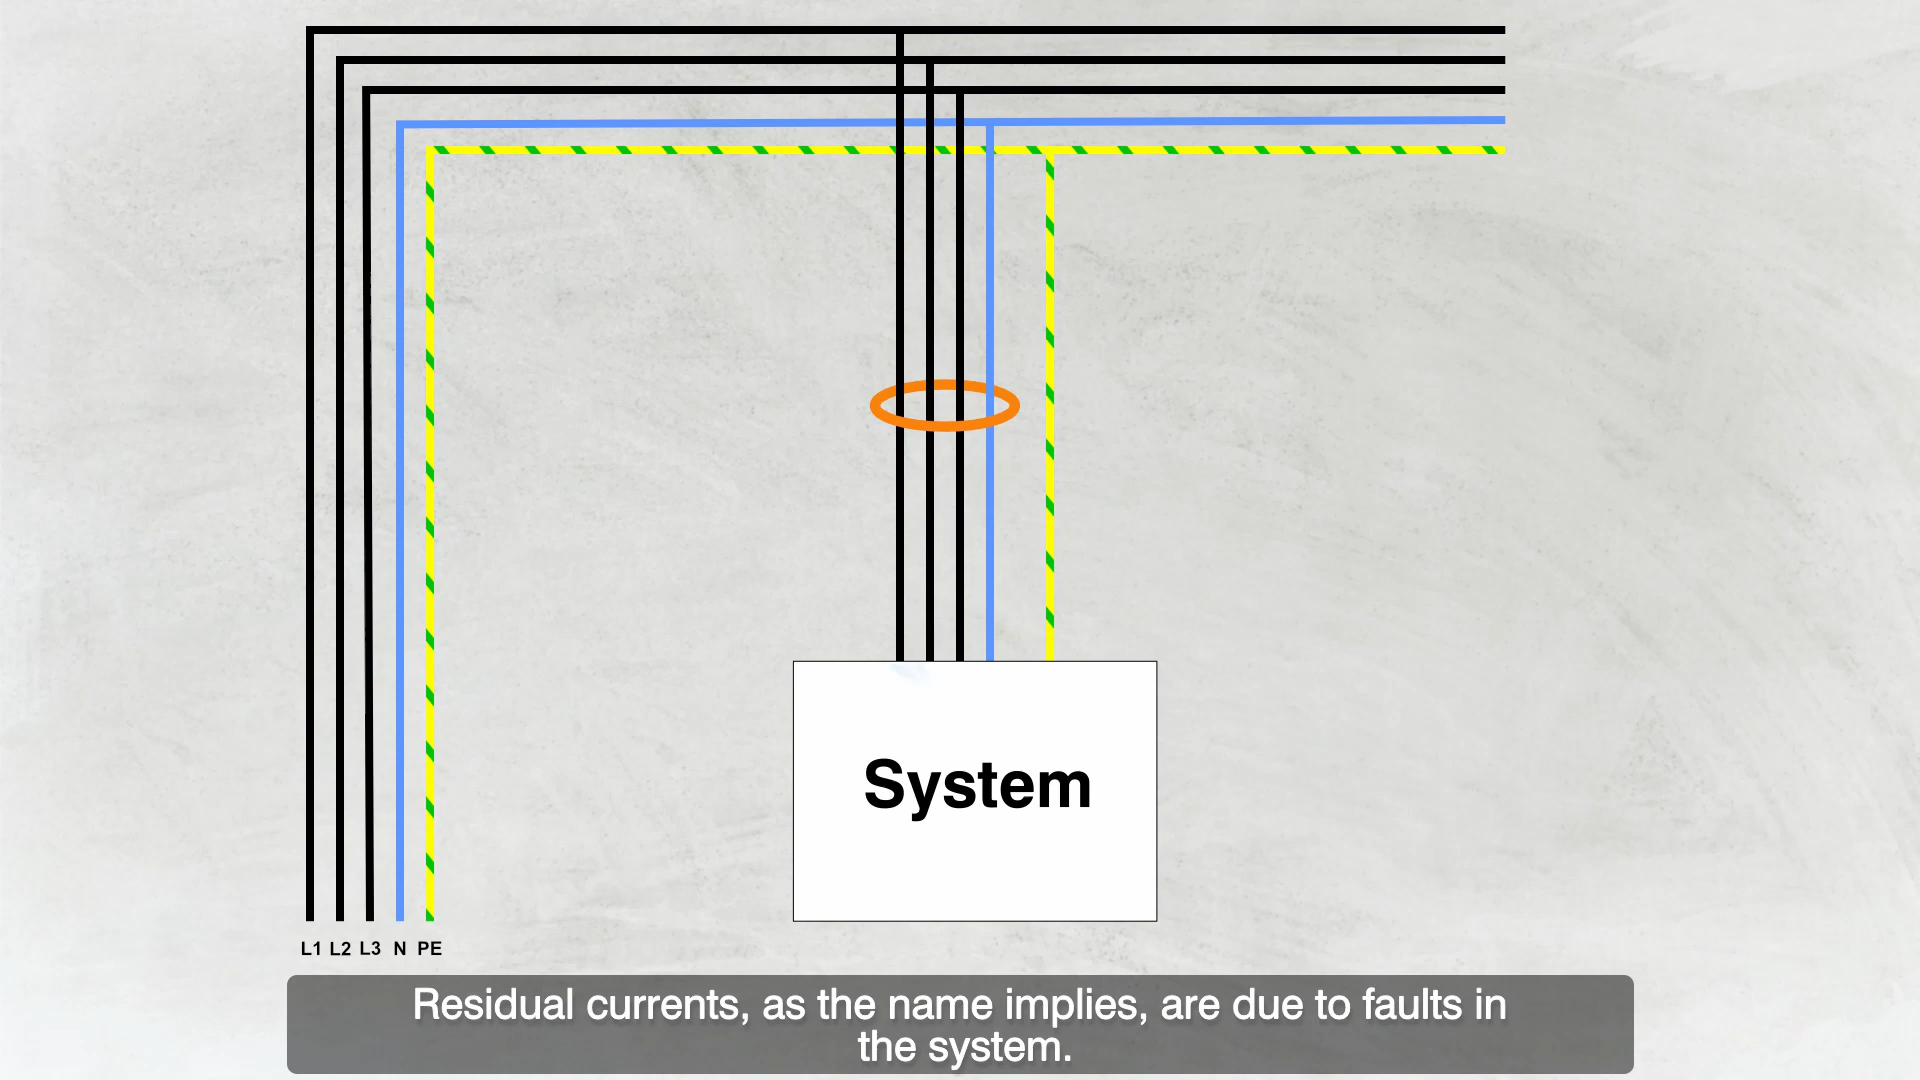 System
L1 L2 L3 N PE
Residual currents, as the name implies, are due to faults in
the system.